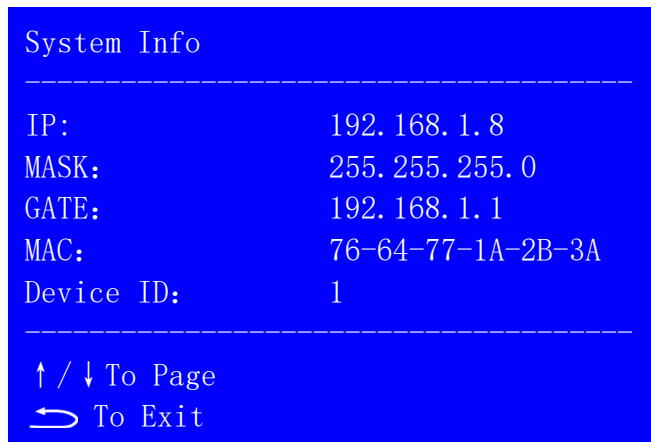 System Info
--------------------------------------
IP: 192.168.1.8
MASK： 255.255.255.0
GATE： 192.168.1.1
MAC： 76-64-77-1A-2B-3A
Device ID： 1
--------------------------------------
↑/↓To Page
⮌ To Exit